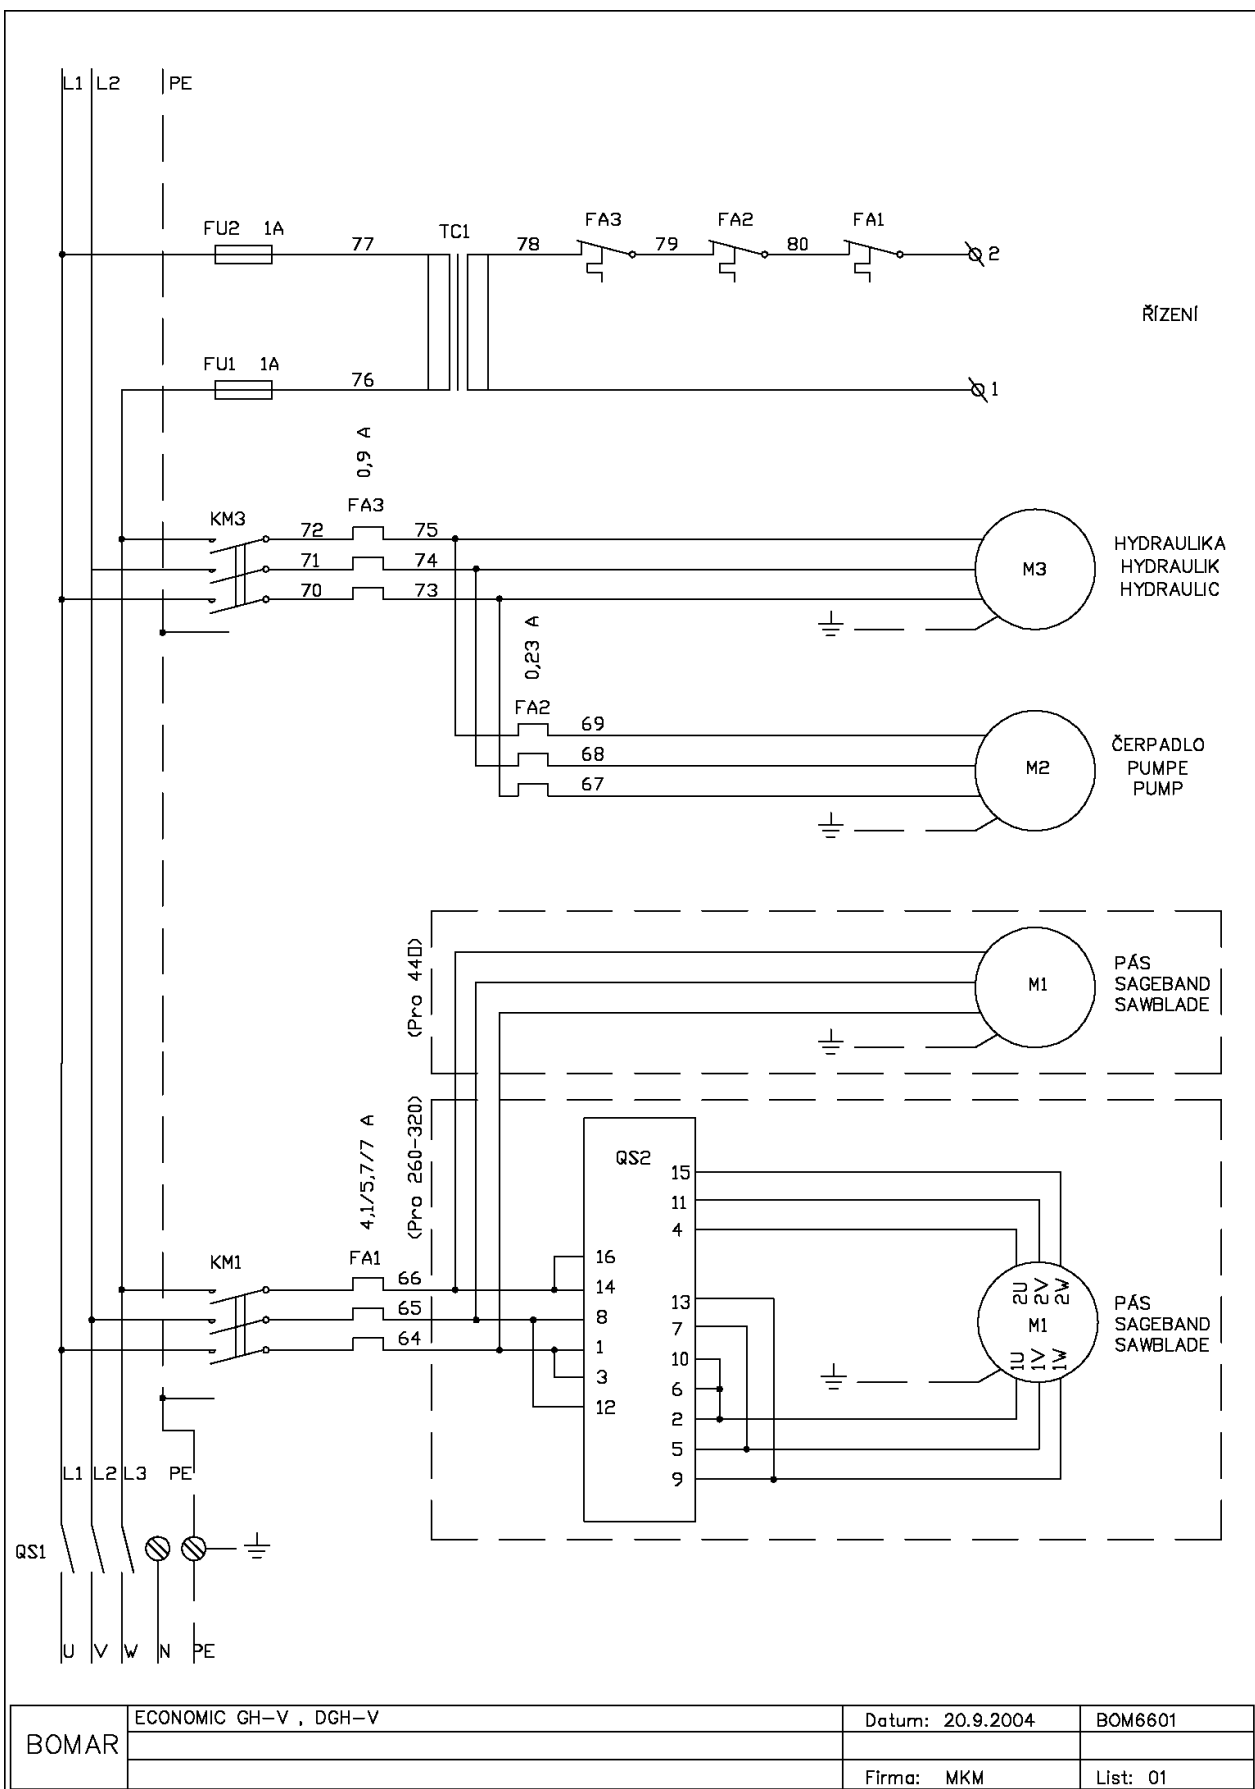 L1 L2 PE
FU2 1A 77 TC1 78 FA3 79 FA2 80 FA1 2
ŘÍZENÍ
FU1 1A 76 1
0,9 A
FA3
KM3 72 75
71 74
70 73
M3
HYDRAULIKA
HYDRAULIK
HYDRAULIC
0,23 A
FA2 69
68
67
M2
ČERPADLO
PUMPE
PUMP
(Pro 440)
M1
PÁS
SAGEBAND
SAWBLADE
4,1/5,7/7 A
(Pro 260-320)
QS2
15
11
4
16
14
8
1
3
12
13
7
10
6
2
5
9
KM1 FA1 66
65
64
2U 2V 2W
M1
1U 1V 1W
PÁS
SAGEBAND
SAWBLADE
L1 L2 L3 PE
QS1
U V W N PE
BOMAR
ECONOMIC GH-V , DGH-V
Datum: 20.9.2004
BOM6601
Firma: MKM
List: 01